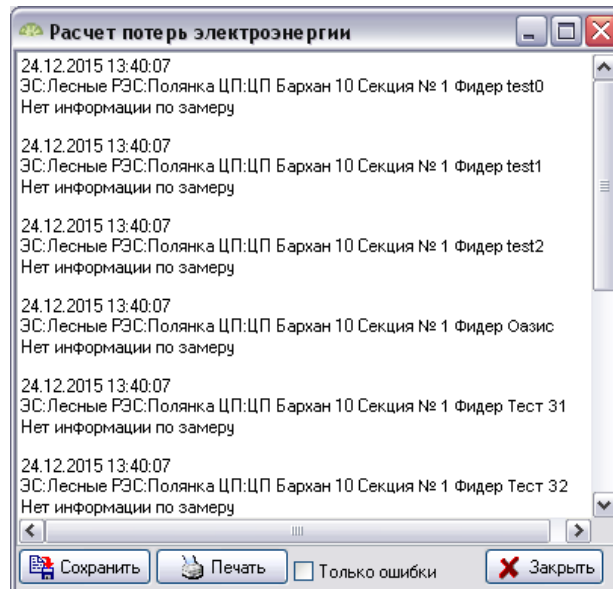 Расчет потерь электроэнергии
24.12.2015 13:40:07
ЭС:Лесные РЭС:Полянка ЦП:ЦП Бархан 10 Секция № 1 Фидер test0
Нет информации по замеру
24.12.2015 13:40:07
ЭС:Лесные РЭС:Полянка ЦП:ЦП Бархан 10 Секция № 1 Фидер test1
Нет информации по замеру
24.12.2015 13:40:07
ЭС:Лесные РЭС:Полянка ЦП:ЦП Бархан 10 Секция № 1 Фидер test2
Нет информации по замеру
24.12.2015 13:40:07
ЭС:Лесные РЭС:Полянка ЦП:ЦП Бархан 10 Секция № 1 Фидер Оазис
Нет информации по замеру
24.12.2015 13:40:07
ЭС:Лесные РЭС:Полянка ЦП:ЦП Бархан 10 Секция № 1 Фидер Тест 31
Нет информации по замеру
24.12.2015 13:40:07
ЭС:Лесные РЭС:Полянка ЦП:ЦП Бархан 10 Секция № 1 Фидер Тест 32
Нет информации по замеру
Сохранить Печать Только ошибки Закрыть